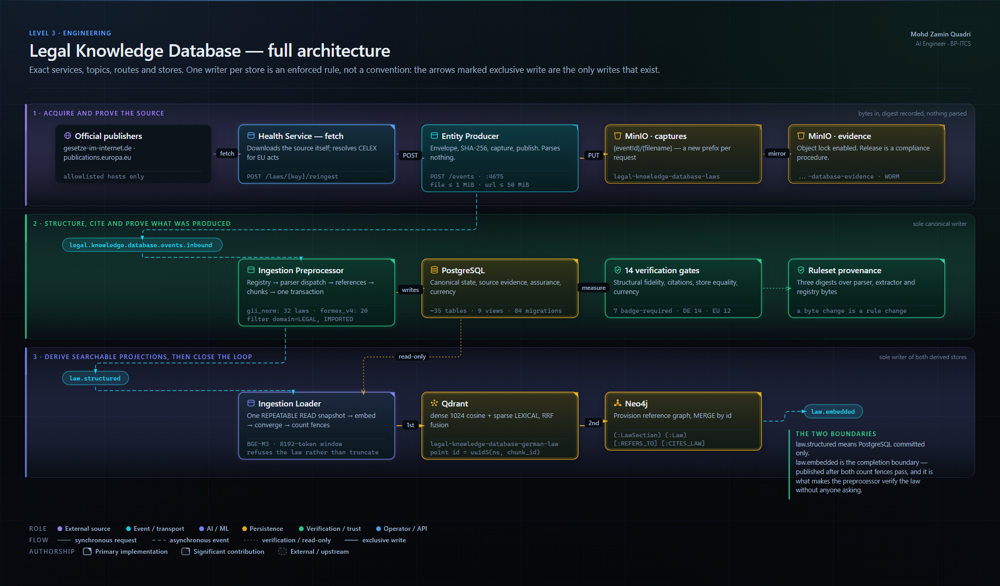 LEVEL 3 · ENGINEERING
Legal Knowledge Database — full architecture
Exact services, topics, routes and stores. One writer per store is an enforced rule, not a convention: the arrows marked exclusive write are the only writes that exist.
Mohd Zamin Quadri
AI Engineer · BP-ITCS
1 · ACQUIRE AND PROVE THE SOURCE
bytes in, digest recorded, nothing parsed
Official publishers
gesetze-im-internet.de ·
publications.europa.eu
allowlisted hosts only
fetch
Health Service — fetch
Downloads the source itself; resolves CELEX
for EU acts
POST /laws/{key}/reingest
POST
Entity Producer
Envelope, SHA-256, capture, publish. Parses
nothing.
POST /events · :4675
file ≤ 1 MiB · url ≤ 50 MiB
PUT
MinIO · captures
{eventId}/{filename} — a new prefix per
request
legal-knowledge-database-laws
mirror
MinIO · evidence
Object lock enabled. Release is a compliance
procedure.
...-database-evidence · WORM
2 · STRUCTURE, CITE AND PROVE WHAT WAS PRODUCED
sole canonical writer
legal.knowledge.database.events.inbound
Ingestion Preprocessor
Registry → parser dispatch → references →
chunks → one transaction
gii_norm: 32 laws · formex_v4: 20
filter domain=LEGAL, IMPORTED
writes
PostgreSQL
Canonical state, source evidence, assurance,
currency
~35 tables · 9 views · 84 migrations
measure
14 verification gates
Structural fidelity, citations, store equality,
currency
7 badge-required · DE 14 · EU 12
Ruleset provenance
Three digests over parser, extractor and
registry bytes
a byte change is a rule change
3 · DERIVE SEARCHABLE PROJECTIONS, THEN CLOSE THE LOOP
read-only
sole writer of both derived stores
law.structured
Ingestion Loader
One REPEATABLE READ snapshot → embed
→ converge → count fences
BGE-M3 · 8192-token window
refuses the law rather than truncate
1st
Qdrant
dense 1024 cosine + sparse LEXICAL, RRF
fusion
legal-knowledge-database-german-law
point id = uuid5(ns, chunk_id)
2nd
Neo4j
Provision reference graph, MERGE by id
(:LawSection) (:Law)
[:REFERS_TO] [:CITES_LAW]
law.embedded
THE TWO BOUNDARIES
law.structured means PostgreSQL committed
only.
law.embedded is the completion boundary —
published after both count fences pass, and it is
what makes the preprocessor verify the law
without anyone asking.
ROLE External source Event / transport AI / ML Persistence Verification / trust Operator / API
FLOW synchronous request asynchronous event verification / read-only exclusive write
AUTHORSHIP Primary implementation Significant contribution External / upstream